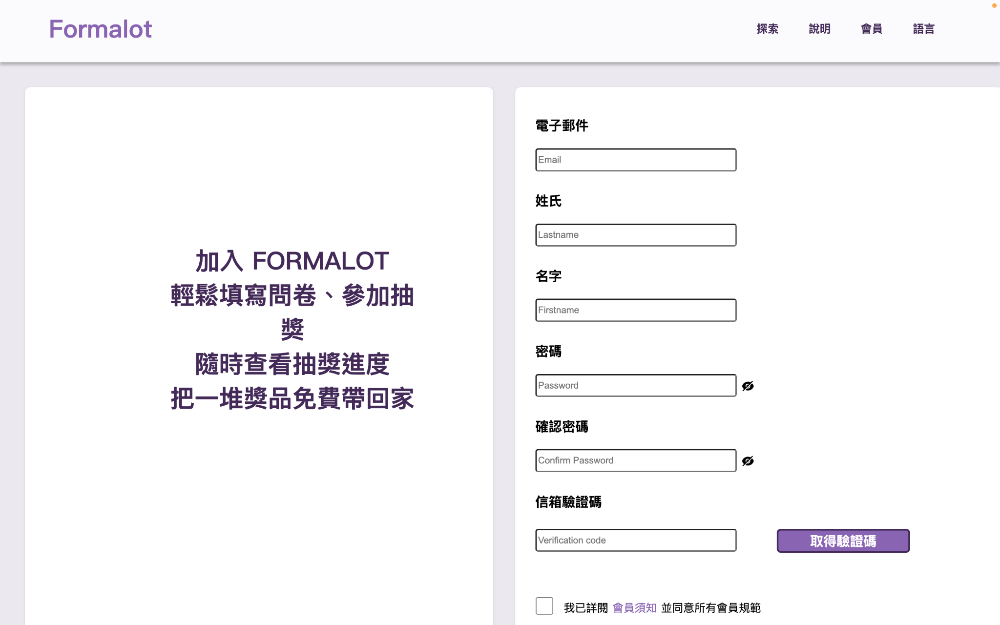 Formalot
探索 說明 會員 語言
加入 FORMALOT
輕鬆填寫問卷、參加抽
獎
隨時查看抽獎進度
把一堆獎品免費帶回家
電子郵件
Email
姓氏
Lastname
名字
Firstname
密碼
Password
確認密碼
Confirm Password
信箱驗證碼
Verification code
取得驗證碼
我已詳閱 會員須知 並同意所有會員規範